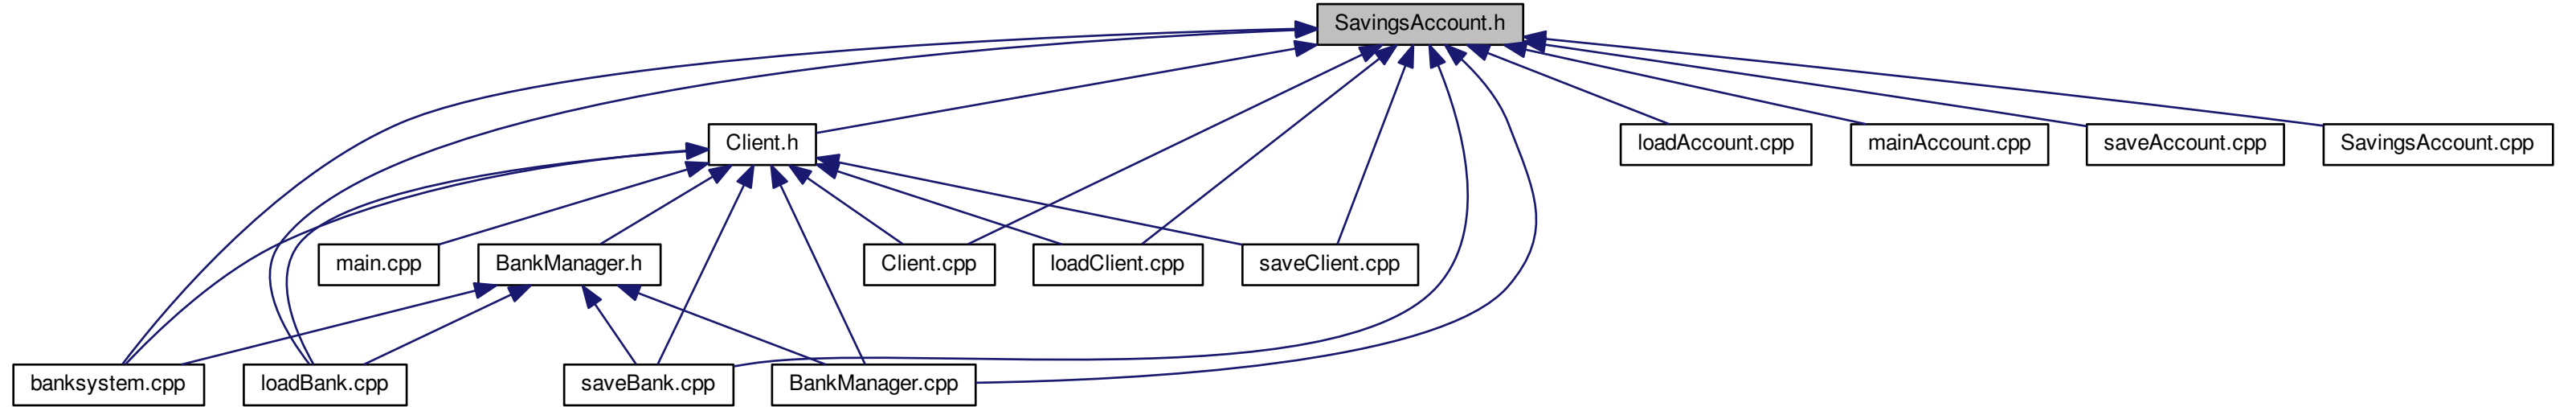 SavingsAccount.h
Client.h
loadAccount.cpp
mainAccount.cpp
saveAccount.cpp
SavingsAccount.cpp
main.cpp
BankManager.h
Client.cpp
loadClient.cpp
saveClient.cpp
banksystem.cpp
loadBank.cpp
saveBank.cpp
BankManager.cpp